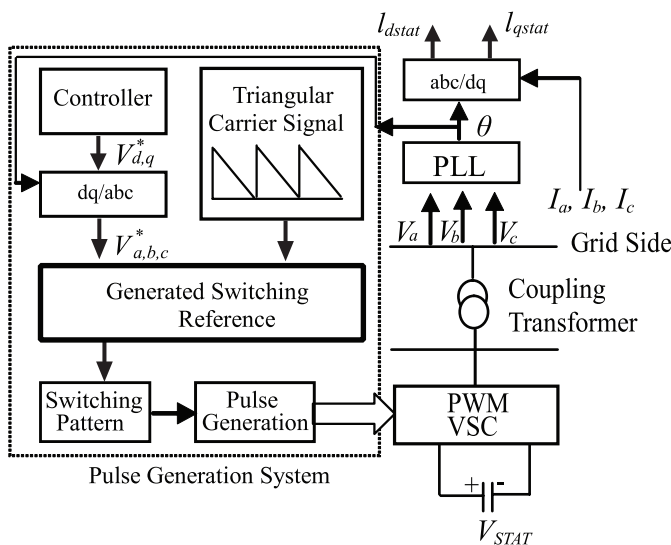 l_dstat l_qstat
abc/dq
θ
PLL
I_a, I_b, I_c
V_a V_b V_c
Grid Side
Coupling
Transformer
PWM
VSC
+ -
V_STAT
Controller
V*_d,q
dq/abc
V*_a,b,c
Triangular
Carrier Signal
Generated Switching
Reference
Switching
Pattern
Pulse
Generation
Pulse Generation System